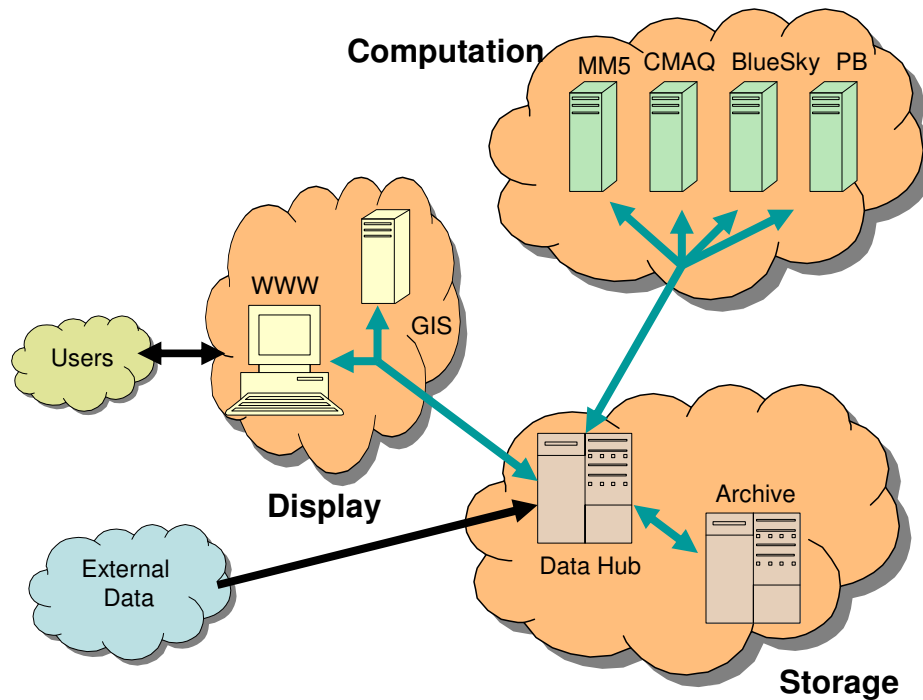 Computation
MM5 CMAQ BlueSky PB
WWW
GIS
Users
Display
Archive
External
Data
Data Hub
Storage